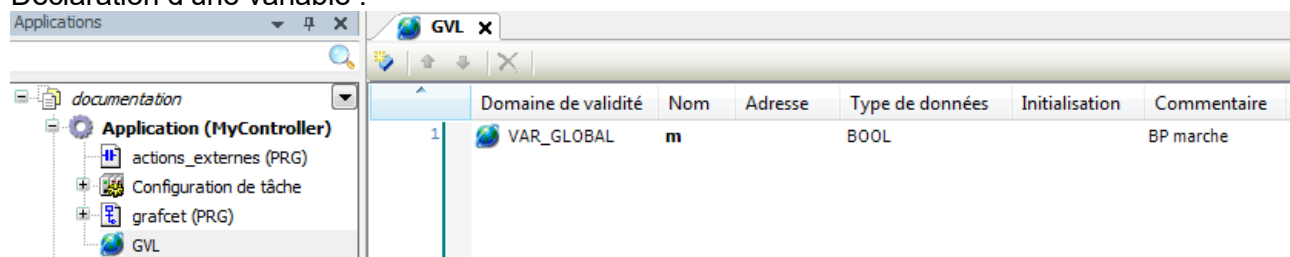 Déclaration d'une variable :
Applications
GVL
documentation
Domaine de validité Nom Adresse Type de données Initialisation Commentaire
Application (MyController)
1 VAR_GLOBAL m BOOL BP marche
actions_externes (PRG)
Configuration de tâche
grafcet (PRG)
GVL